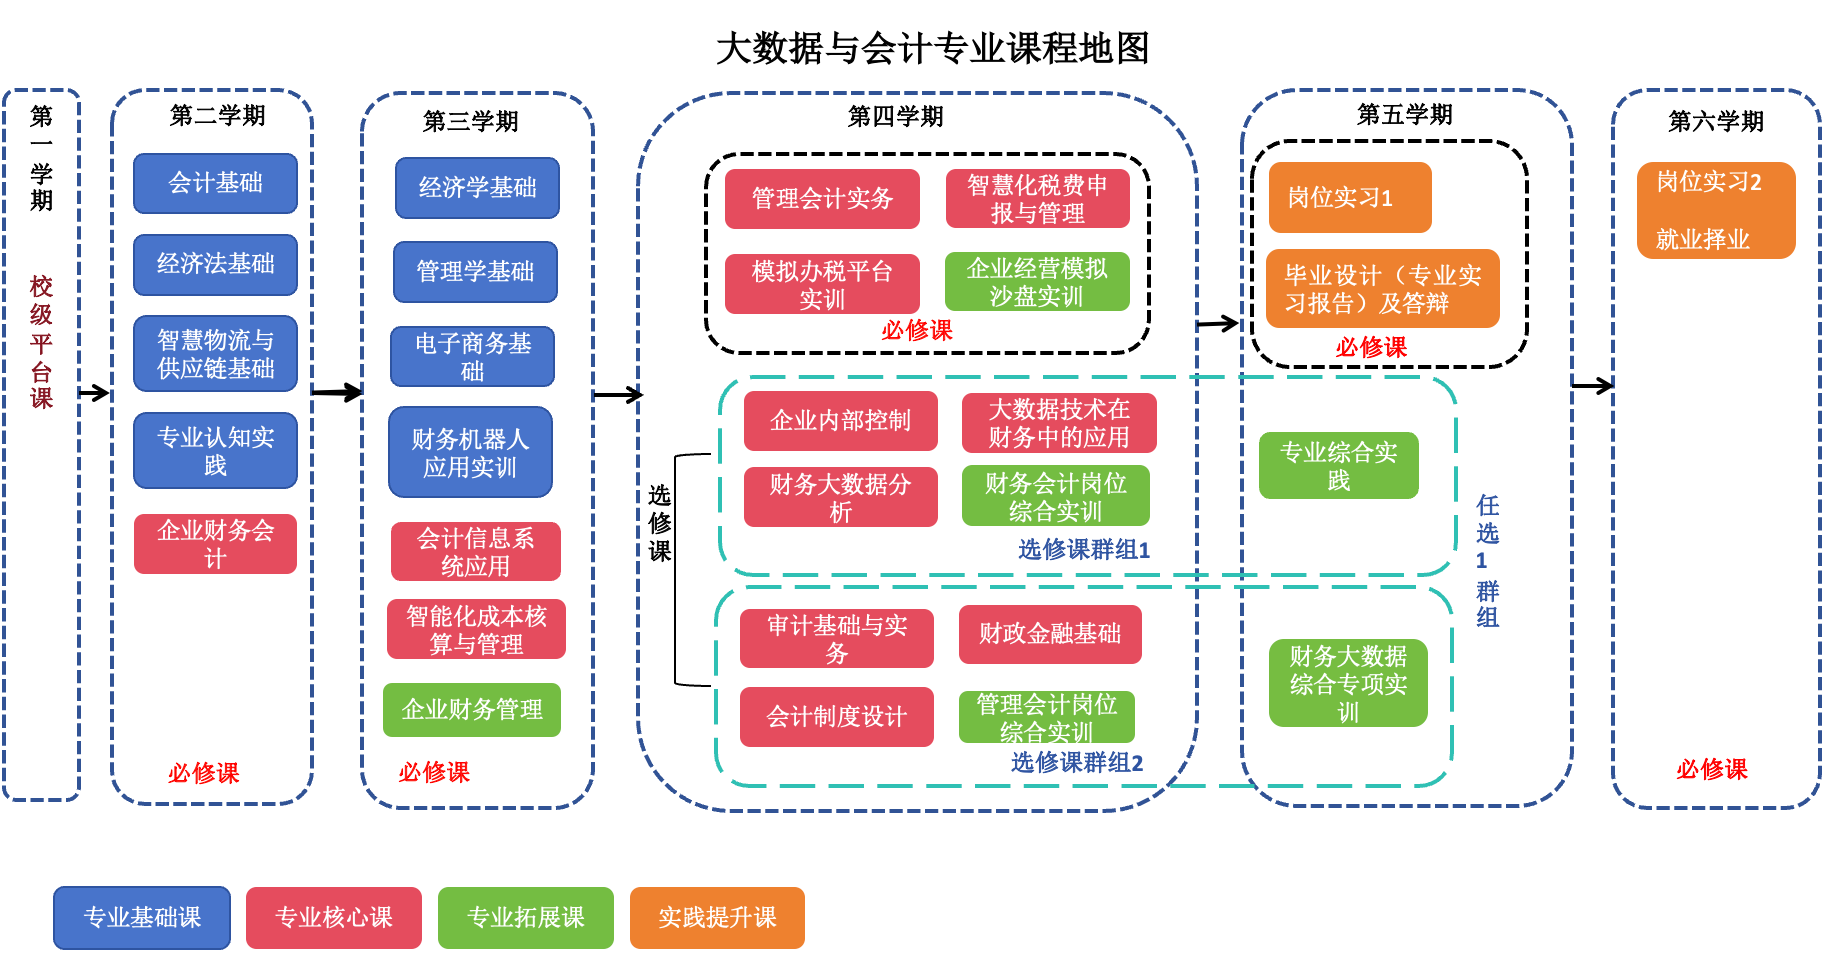 大数据与会计专业课程地图
第
一
学
期
校
级
平
台
课
第二学期
会计基础
经济法基础
智慧物流与
供应链基础
专业认知实
践
企业财务会
计
必修课
第三学期
经济学基础
管理学基础
电子商务基
础
财务机器人
应用实训
会计信息系
统应用
智能化成本核
算与管理
企业财务管理
必修课
第四学期
管理会计实务
智慧化税费申
报与管理
模拟办税平台
实训
企业经营模拟
沙盘实训
必修课
选
修
课
企业内部控制
大数据技术在
财务中的应用
财务大数据分
析
财务会计岗位
综合实训
选修课群组1
审计基础与实
务
财政金融基础
会计制度设计
管理会计岗位
综合实训
选修课群组2
第五学期
岗位实习1
毕业设计（专业实
习报告）及答辩
必修课
专业综合实
践
财务大数据
综合专项实
训
任
选
1
群
组
第六学期
岗位实习2
就业择业
必修课
专业基础课
专业核心课
专业拓展课
实践提升课